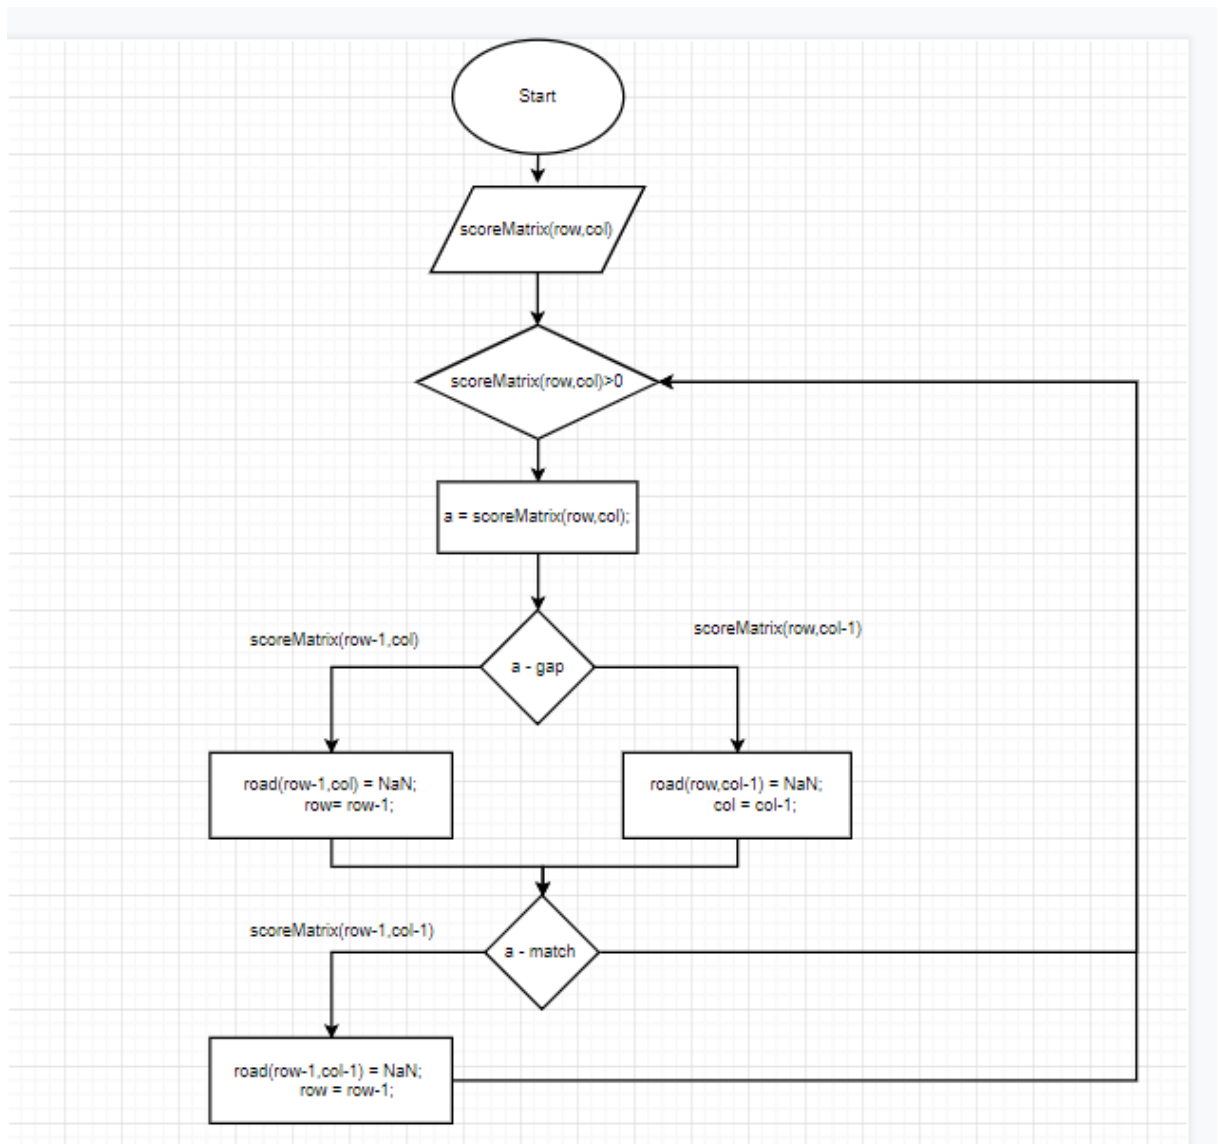 Start
scoreMatrix(row,col)
scoreMatrix(row,col)>0
a = scoreMatrix(row,col);
scoreMatrix(row-1,col)
scoreMatrix(row,col-1)
a - gap
road(row-1,col) = NaN;
row= row-1;
road(row,col-1) = NaN;
col = col-1;
scoreMatrix(row-1,col-1)
a - match
road(row-1,col-1) = NaN;
row = row-1;